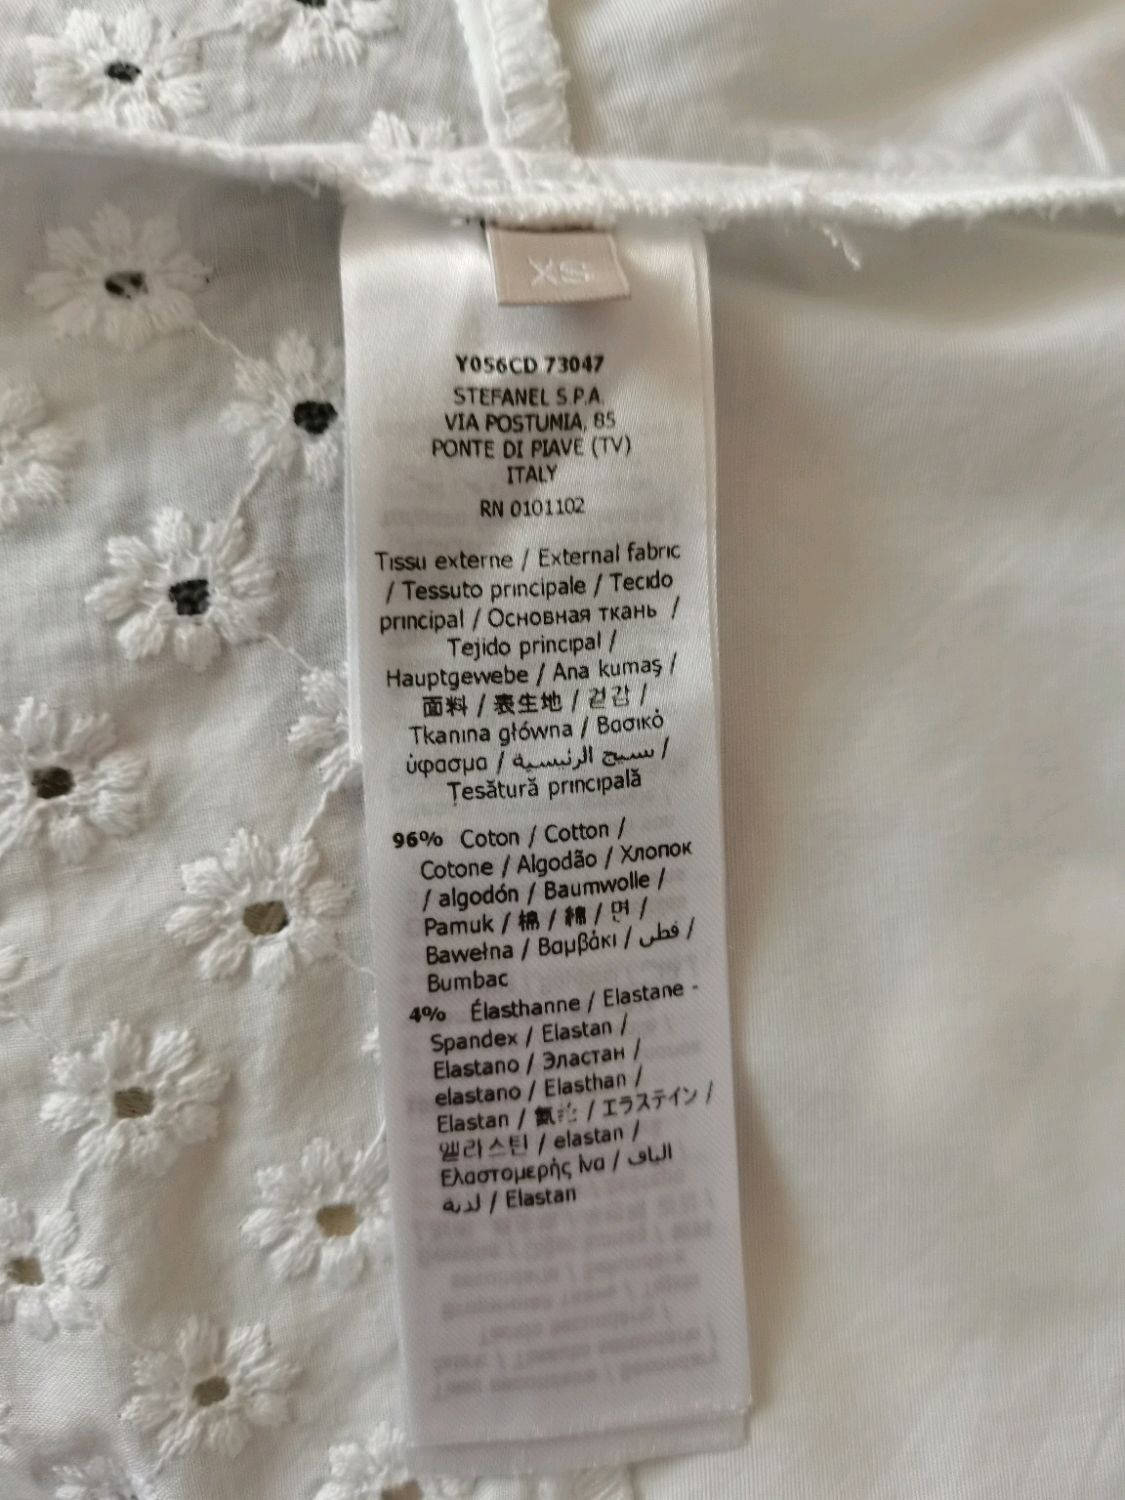 XS
Y056CD 73047
STEFANEL S.P.A.
VIA POSTUMIA, 85
PONTE DI PIAVE (TV)
ITALY
RN 0101102
Tissu externe / External fabric
/ Tessuto principale / Tecido
principal / Основная ткань /
Tejido principal /
Hauptgewebe / Ana kumaş /
面料 / 表生地 / 겉감 /
Tkanina główna / Βασικό
ύφασμα / نسيج الرئيسية /
Țesătură principală
96% Coton / Cotton /
Cotone / Algodão / Хлопок
/ algodón / Baumwolle /
Pamuk / 棉 / 綿 / 면 /
Bawełna / Βαμβάκι / قطن /
Bumbac
4% Élasthanne / Elastane -
Spandex / Elastan /
Elastano / Эластан /
elastano / Elasthan /
Elastan / 氨纶 / エラステイン /
엘라스틴 / elastan /
Ελαστομερής ίνα / الياف
لدنة / Elastan